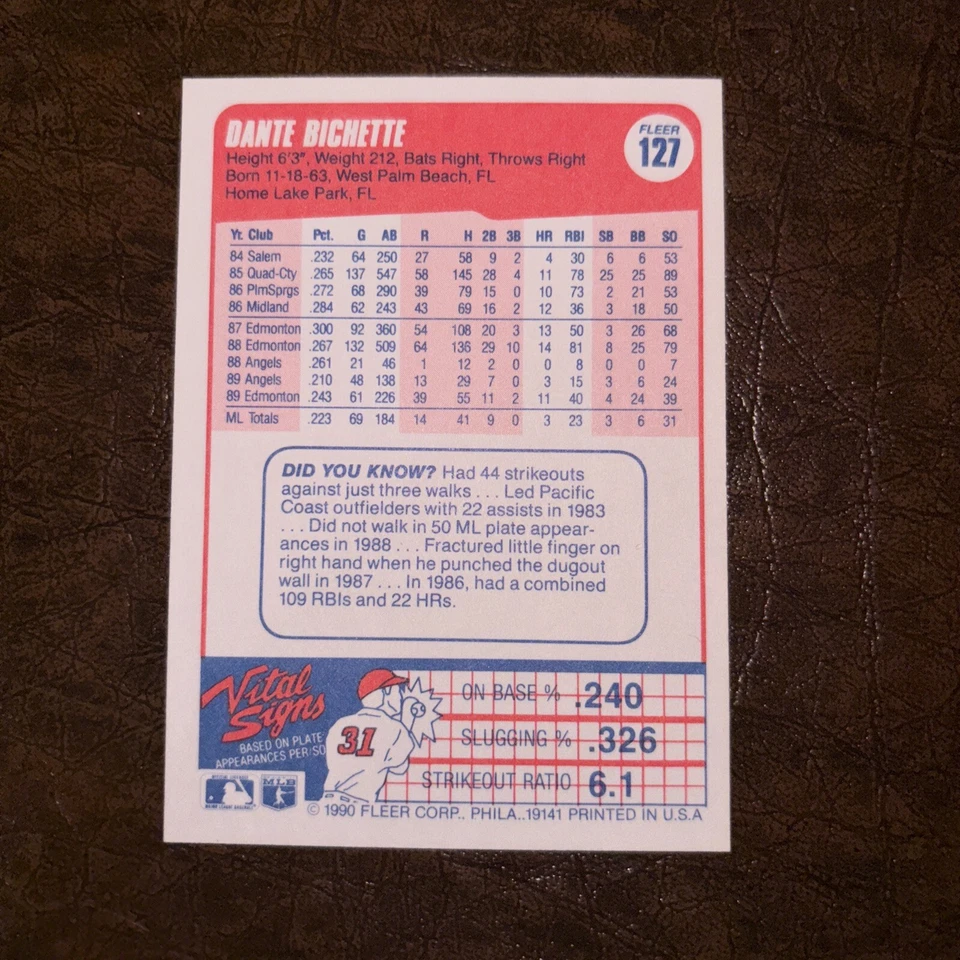 DANTE BICHETTE
FLEER
127
Height 6'3", Weight 212, Bats Right, Throws Right
Born 11-18-63, West Palm Beach, FL
Home Lake Park, FL
Yr. Club Pct. G AB R H 2B 3B HR RBI SB BB SO
84 Salem .232 64 250 27 58 9 2 4 30 6 6 53
85 Quad-Cty .265 137 547 58 145 28 4 11 78 25 25 89
86 PlmSprgs .272 68 290 39 79 15 0 10 73 2 21 53
86 Midland .284 62 243 43 69 16 2 12 36 3 18 50
87 Edmonton .300 92 360 54 108 20 3 13 50 3 26 68
88 Edmonton .267 132 509 64 136 29 10 14 81 8 25 79
88 Angels .261 21 46 1 12 2 0 0 8 0 0 7
89 Angels .210 48 138 13 29 7 0 3 15 3 6 24
89 Edmonton .243 61 226 39 55 11 2 11 40 4 24 39
ML Totals .223 69 184 14 41 9 0 3 23 3 6 31
DID YOU KNOW? Had 44 strikeouts
against just three walks . . . Led Pacific
Coast outfielders with 22 assists in 1983
. . . Did not walk in 50 ML plate appear-
ances in 1988 . . . Fractured little finger on
right hand when he punched the dugout
wall in 1987 . . . In 1986, had a combined
109 RBIs and 22 HRs.
Vital
Signs
BASED ON PLATE
APPEARANCES PER/SO
31
ON BASE % .240
SLUGGING % .326
STRIKEOUT RATIO 6.1
MLB
© 1990 FLEER CORP., PHILA..19141 PRINTED IN U.S.A